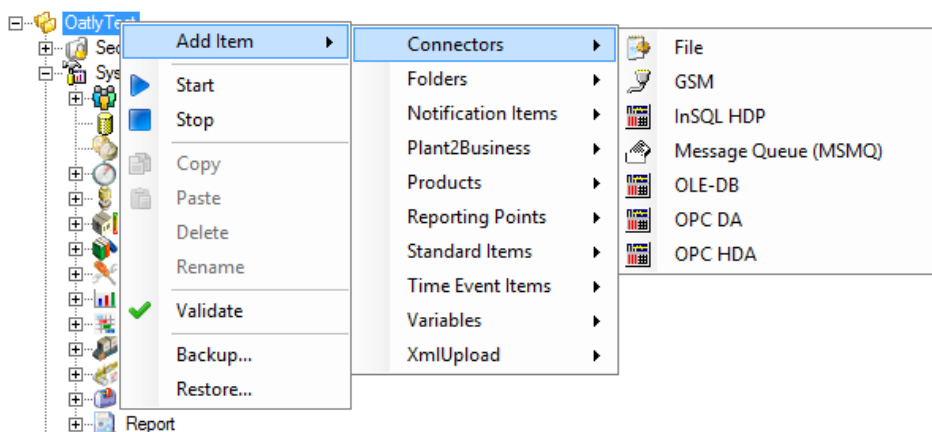 OatlyTest
Sec
Sys
Report
Add Item
Start
Stop
Copy
Paste
Delete
Rename
Validate
Backup...
Restore...
Connectors
Folders
Notification Items
Plant2Business
Products
Reporting Points
Standard Items
Time Event Items
Variables
XmlUpload
File
GSM
InSQL HDP
Message Queue (MSMQ)
OLE-DB
OPC DA
OPC HDA